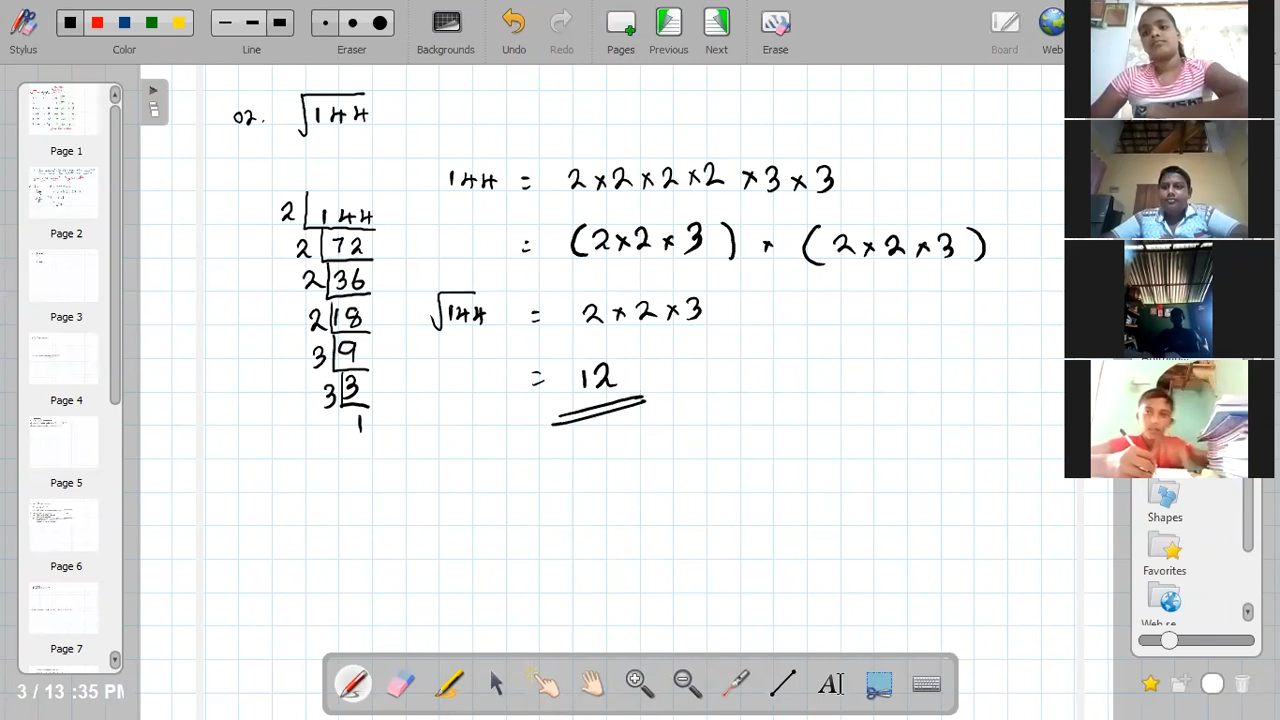 Stylus
Color
Line
Eraser
Backgrounds
Undo
Redo
Pages
Previous
Next
Erase
Board
Web
Page 1
Page 2
Page 3
Page 4
Page 5
Page 6
Page 7
02. √144
144 = 2×2×2×2×3×3
= (2×2×3) × (2×2×3)
√144 = 2×2×3
= 12
2 144
2 72
2 36
2 18
3 9
3 3
1
Shapes
Favorites
Web se
3 / 13 :35 PM